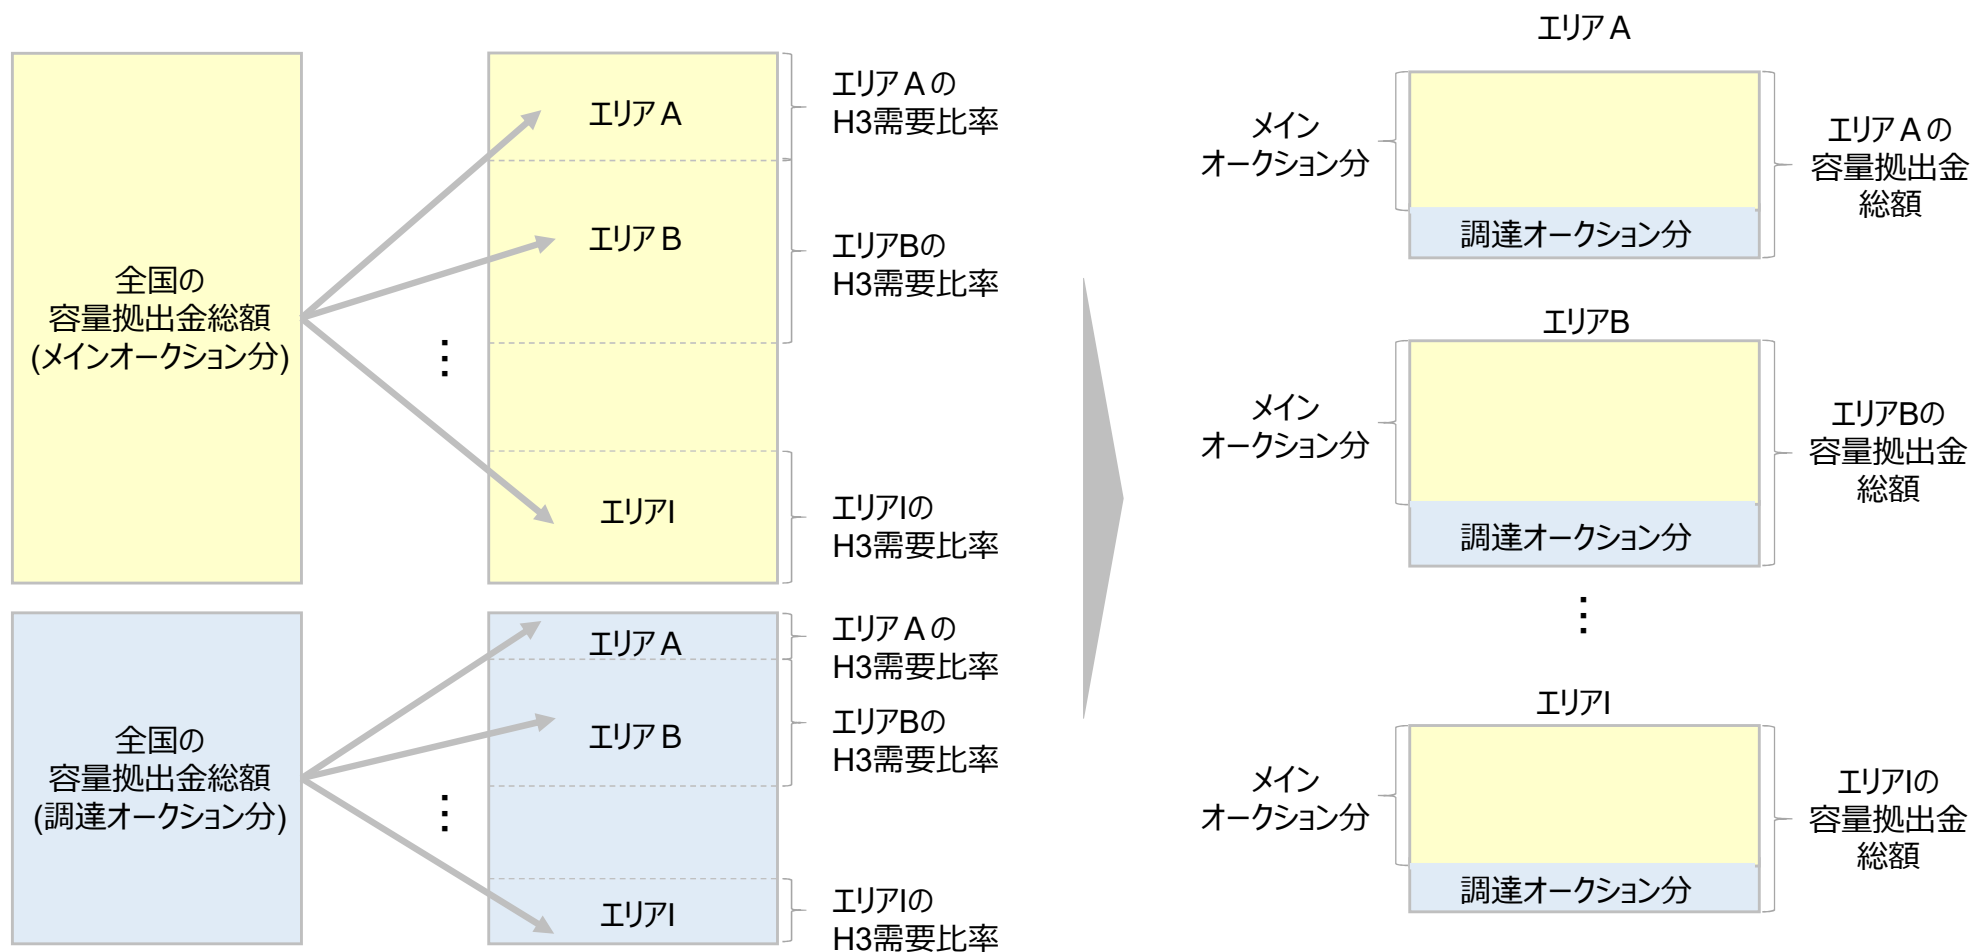 全国の
容量拠出金総額
(メインオークション分)
エリア A
エリア B
⋮
エリアI
エリア A の
H3需要比率
エリアBの
H3需要比率
エリアIの
H3需要比率
全国の
容量拠出金総額
(調達オークション分)
エリア A
エリア B
⋮
エリアI
エリア A の
H3需要比率
エリアBの
H3需要比率
エリアIの
H3需要比率
エリア A
メイン
オークション分
調達オークション分
エリア A の
容量拠出金
総額
エリアB
メイン
オークション分
調達オークション分
エリアBの
容量拠出金
総額
⋮
エリアI
メイン
オークション分
調達オークション分
エリアIの
容量拠出金
総額